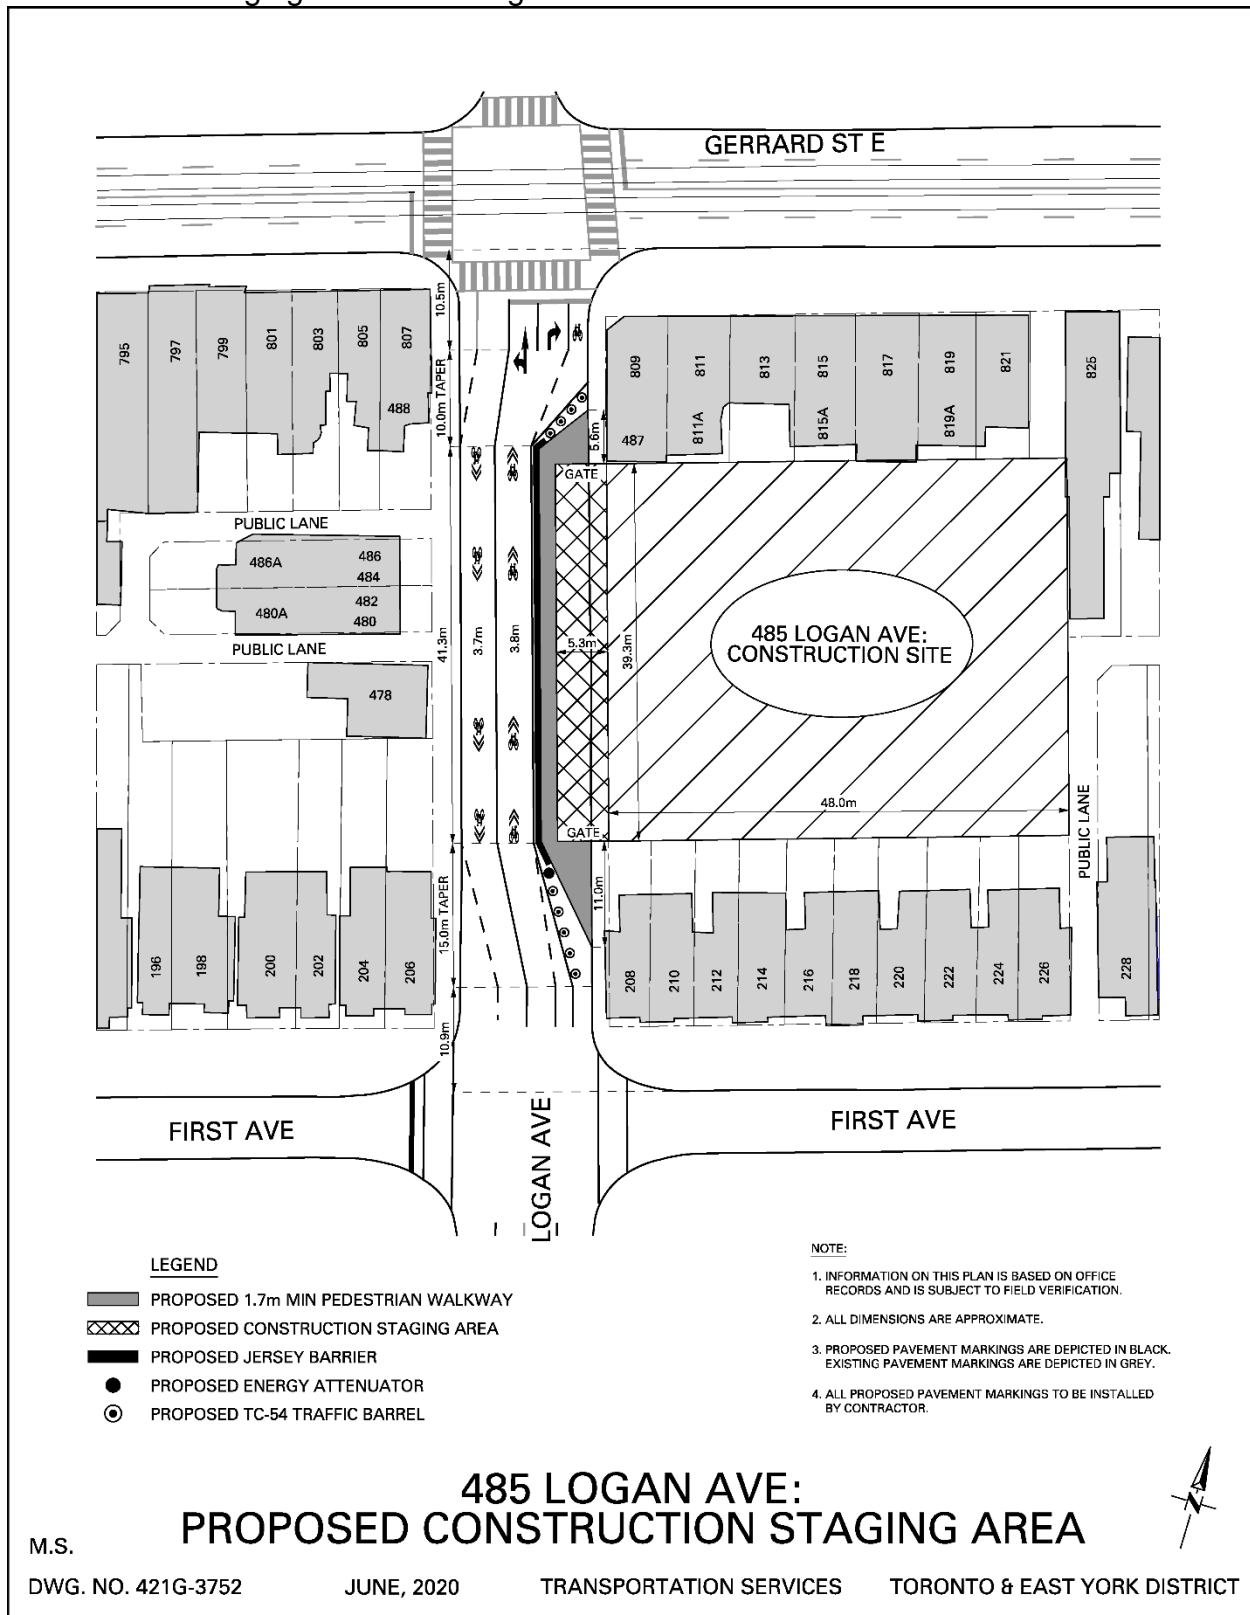 GERRARD ST E
10.5m
10.0m TAPER
795
797
799
801
803
805
807
488
809
811
813
815
817
819
821
825
487
811A
815A
819A
5.6m
GATE
PUBLIC LANE
486A
486
484
482
480A
480
PUBLIC LANE
478
41.3m
3.7m
3.8m
5.3m
39.3m
485 LOGAN AVE:
CONSTRUCTION SITE
48.0m
GATE
PUBLIC LANE
15.0m TAPER
11.0m
196
198
200
202
204
206
208
210
212
214
216
218
220
222
224
226
228
10.9m
FIRST AVE
LOGAN AVE
FIRST AVE
LEGEND
PROPOSED 1.7m MIN PEDESTRIAN WALKWAY
PROPOSED CONSTRUCTION STAGING AREA
PROPOSED JERSEY BARRIER
PROPOSED ENERGY ATTENUATOR
PROPOSED TC-54 TRAFFIC BARREL
NOTE:
1. INFORMATION ON THIS PLAN IS BASED ON OFFICE
RECORDS AND IS SUBJECT TO FIELD VERIFICATION.
2. ALL DIMENSIONS ARE APPROXIMATE.
3. PROPOSED PAVEMENT MARKINGS ARE DEPICTED IN BLACK.
EXISTING PAVEMENT MARKINGS ARE DEPICTED IN GREY.
4. ALL PROPOSED PAVEMENT MARKINGS TO BE INSTALLED
BY CONTRACTOR.
485 LOGAN AVE:
PROPOSED CONSTRUCTION STAGING AREA
N
M.S.
DWG. NO. 421G-3752 JUNE, 2020 TRANSPORTATION SERVICES TORONTO & EAST YORK DISTRICT